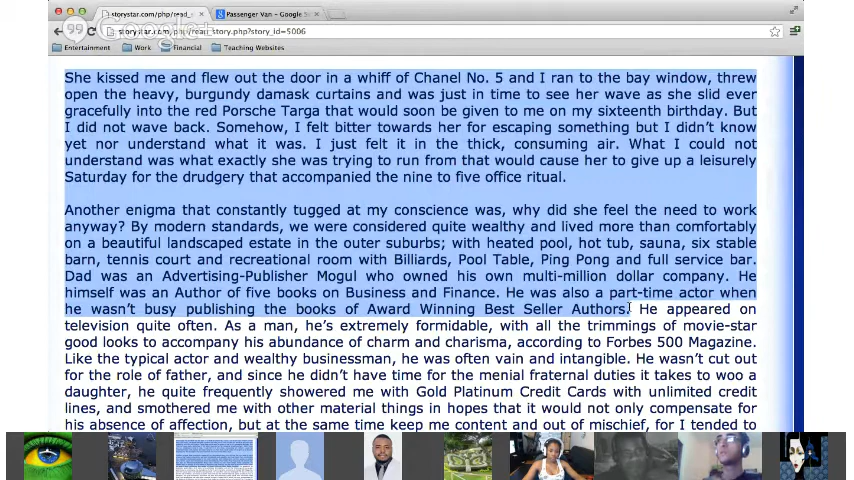 storystar.com/php/read_s
Passenger Van - Google S
Google
storystar.com/php/read_story.php?story_id=5006
Entertainment Work Financial Teaching Websites
She kissed me and flew out the door in a whiff of Chanel No. 5 and I ran to the bay window, threw
open the heavy, burgundy damask curtains and was just in time to see her wave as she slid ever
gracefully into the red Porsche Targa that would soon be given to me on my sixteenth birthday. But
I did not wave back. Somehow, I felt bitter towards her for escaping something but I didn't know
yet nor understand what it was. I just felt it in the thick, consuming air. What I could not
understand was what exactly she was trying to run from that would cause her to give up a leisurely
Saturday for the drudgery that accompanied the nine to five office ritual.
Another enigma that constantly tugged at my conscience was, why did she feel the need to work
anyway? By modern standards, we were considered quite wealthy and lived more than comfortably
on a beautiful landscaped estate in the outer suburbs; with heated pool, hot tub, sauna, six stable
barn, tennis court and recreational room with Billiards, Pool Table, Ping Pong and full service bar.
Dad was an Advertising-Publisher Mogul who owned his own multi-million dollar company. He
himself was an Author of five books on Business and Finance. He was also a part-time actor when
he wasn't busy publishing the books of Award Winning Best Seller Authors. He appeared on
television quite often. As a man, he's extremely formidable, with all the trimmings of movie-star
good looks to accompany his abundance of charm and charisma, according to Forbes 500 Magazine.
Like the typical actor and wealthy businessman, he was often vain and intangible. He wasn't cut out
for the role of father, and since he didn't have time for the menial fraternal duties it takes to woo a
daughter, he quite frequently showered me with Gold Platinum Credit Cards with unlimited credit
lines, and smothered me with other material things in hopes that it would not only compensate for
his absence of affection, but at the same time keep me content and out of mischief, for I tended to